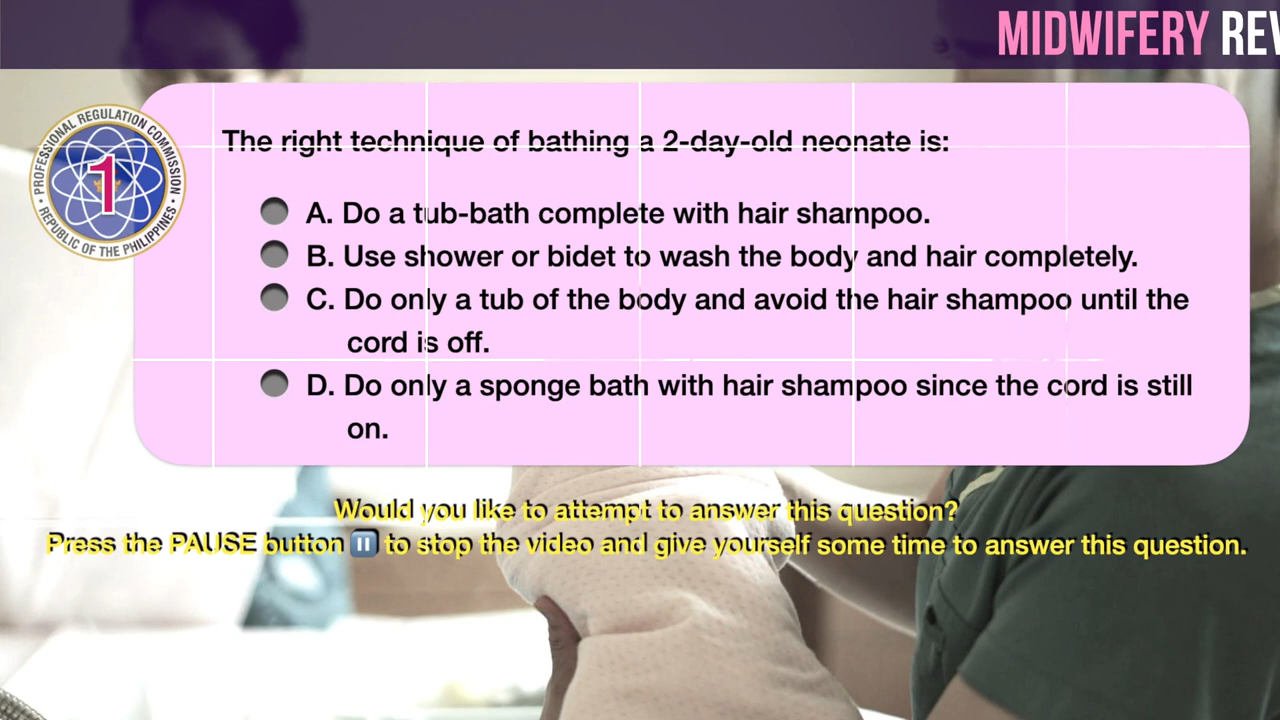 MIDWIFERY REV
PROFESSIONAL REGULATION COMMISSION
REPUBLIC OF THE PHILIPPINES
1
The right technique of bathing a 2-day-old neonate is:
A. Do a tub-bath complete with hair shampoo.
B. Use shower or bidet to wash the body and hair completely.
C. Do only a tub of the body and avoid the hair shampoo until the
cord is off.
D. Do only a sponge bath with hair shampoo since the cord is still
on.
Would you like to attempt to answer this question?
Press the PAUSE button ⏸️ to stop the video and give yourself some time to answer this question.